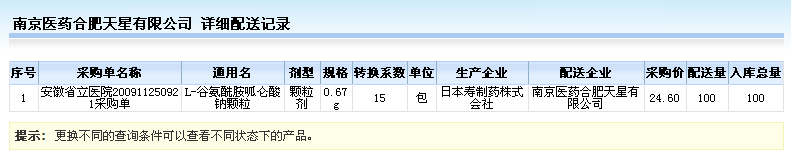 南京医药合肥天星有限公司 详细配送记录
序号 采购单名称 通用名 剂型 规格 转换系数 单位 生产企业 配送企业 采购价 配送量 入库总量
1 安徽省立医院20091125092 L-谷氨酰胺呱仑酸 颗粒 0.67 15 包 日本寿制药株式 南京医药合肥天星有 24.60 100 100
1采购单 钠颗粒 剂 g 会社 限公司
提示: 更换不同的查询条件可以查看不同状态下的产品。